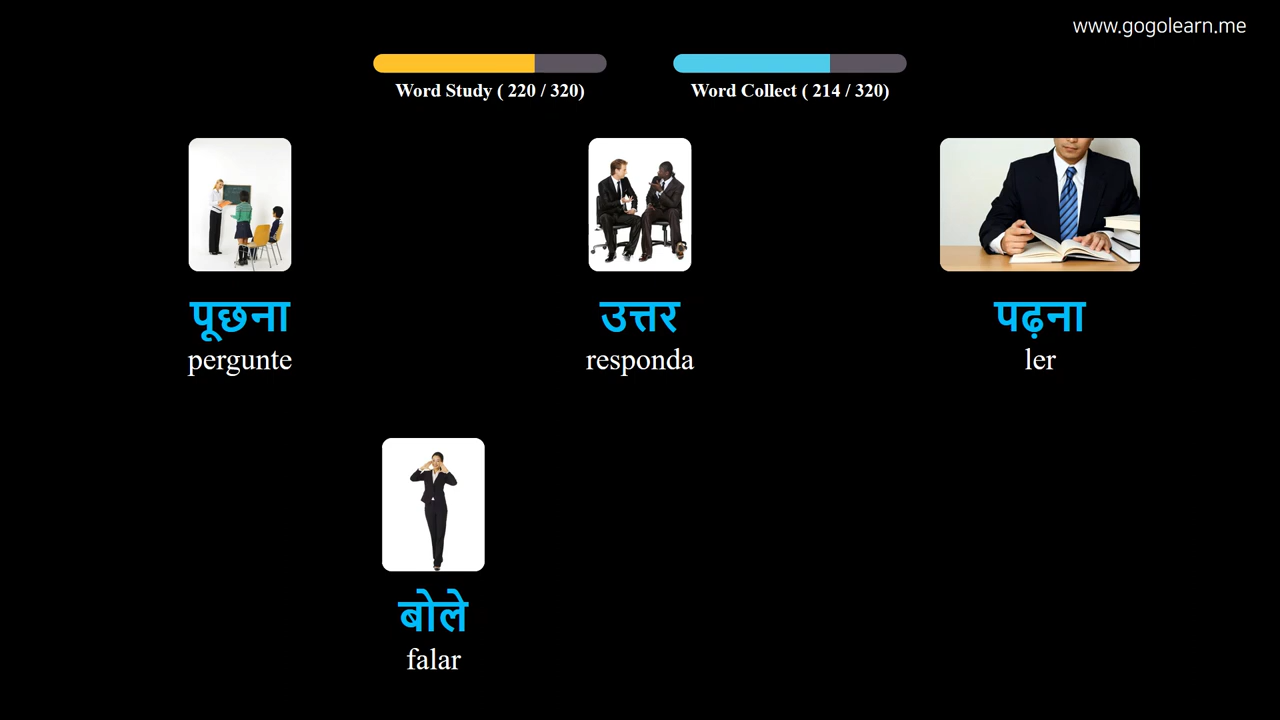 www.gogolearn.me
Word Study ( 220 / 320)
Word Collect ( 214 / 320)
पूछना
pergunte
उत्तर
responda
पढ़ना
ler
बोले
falar